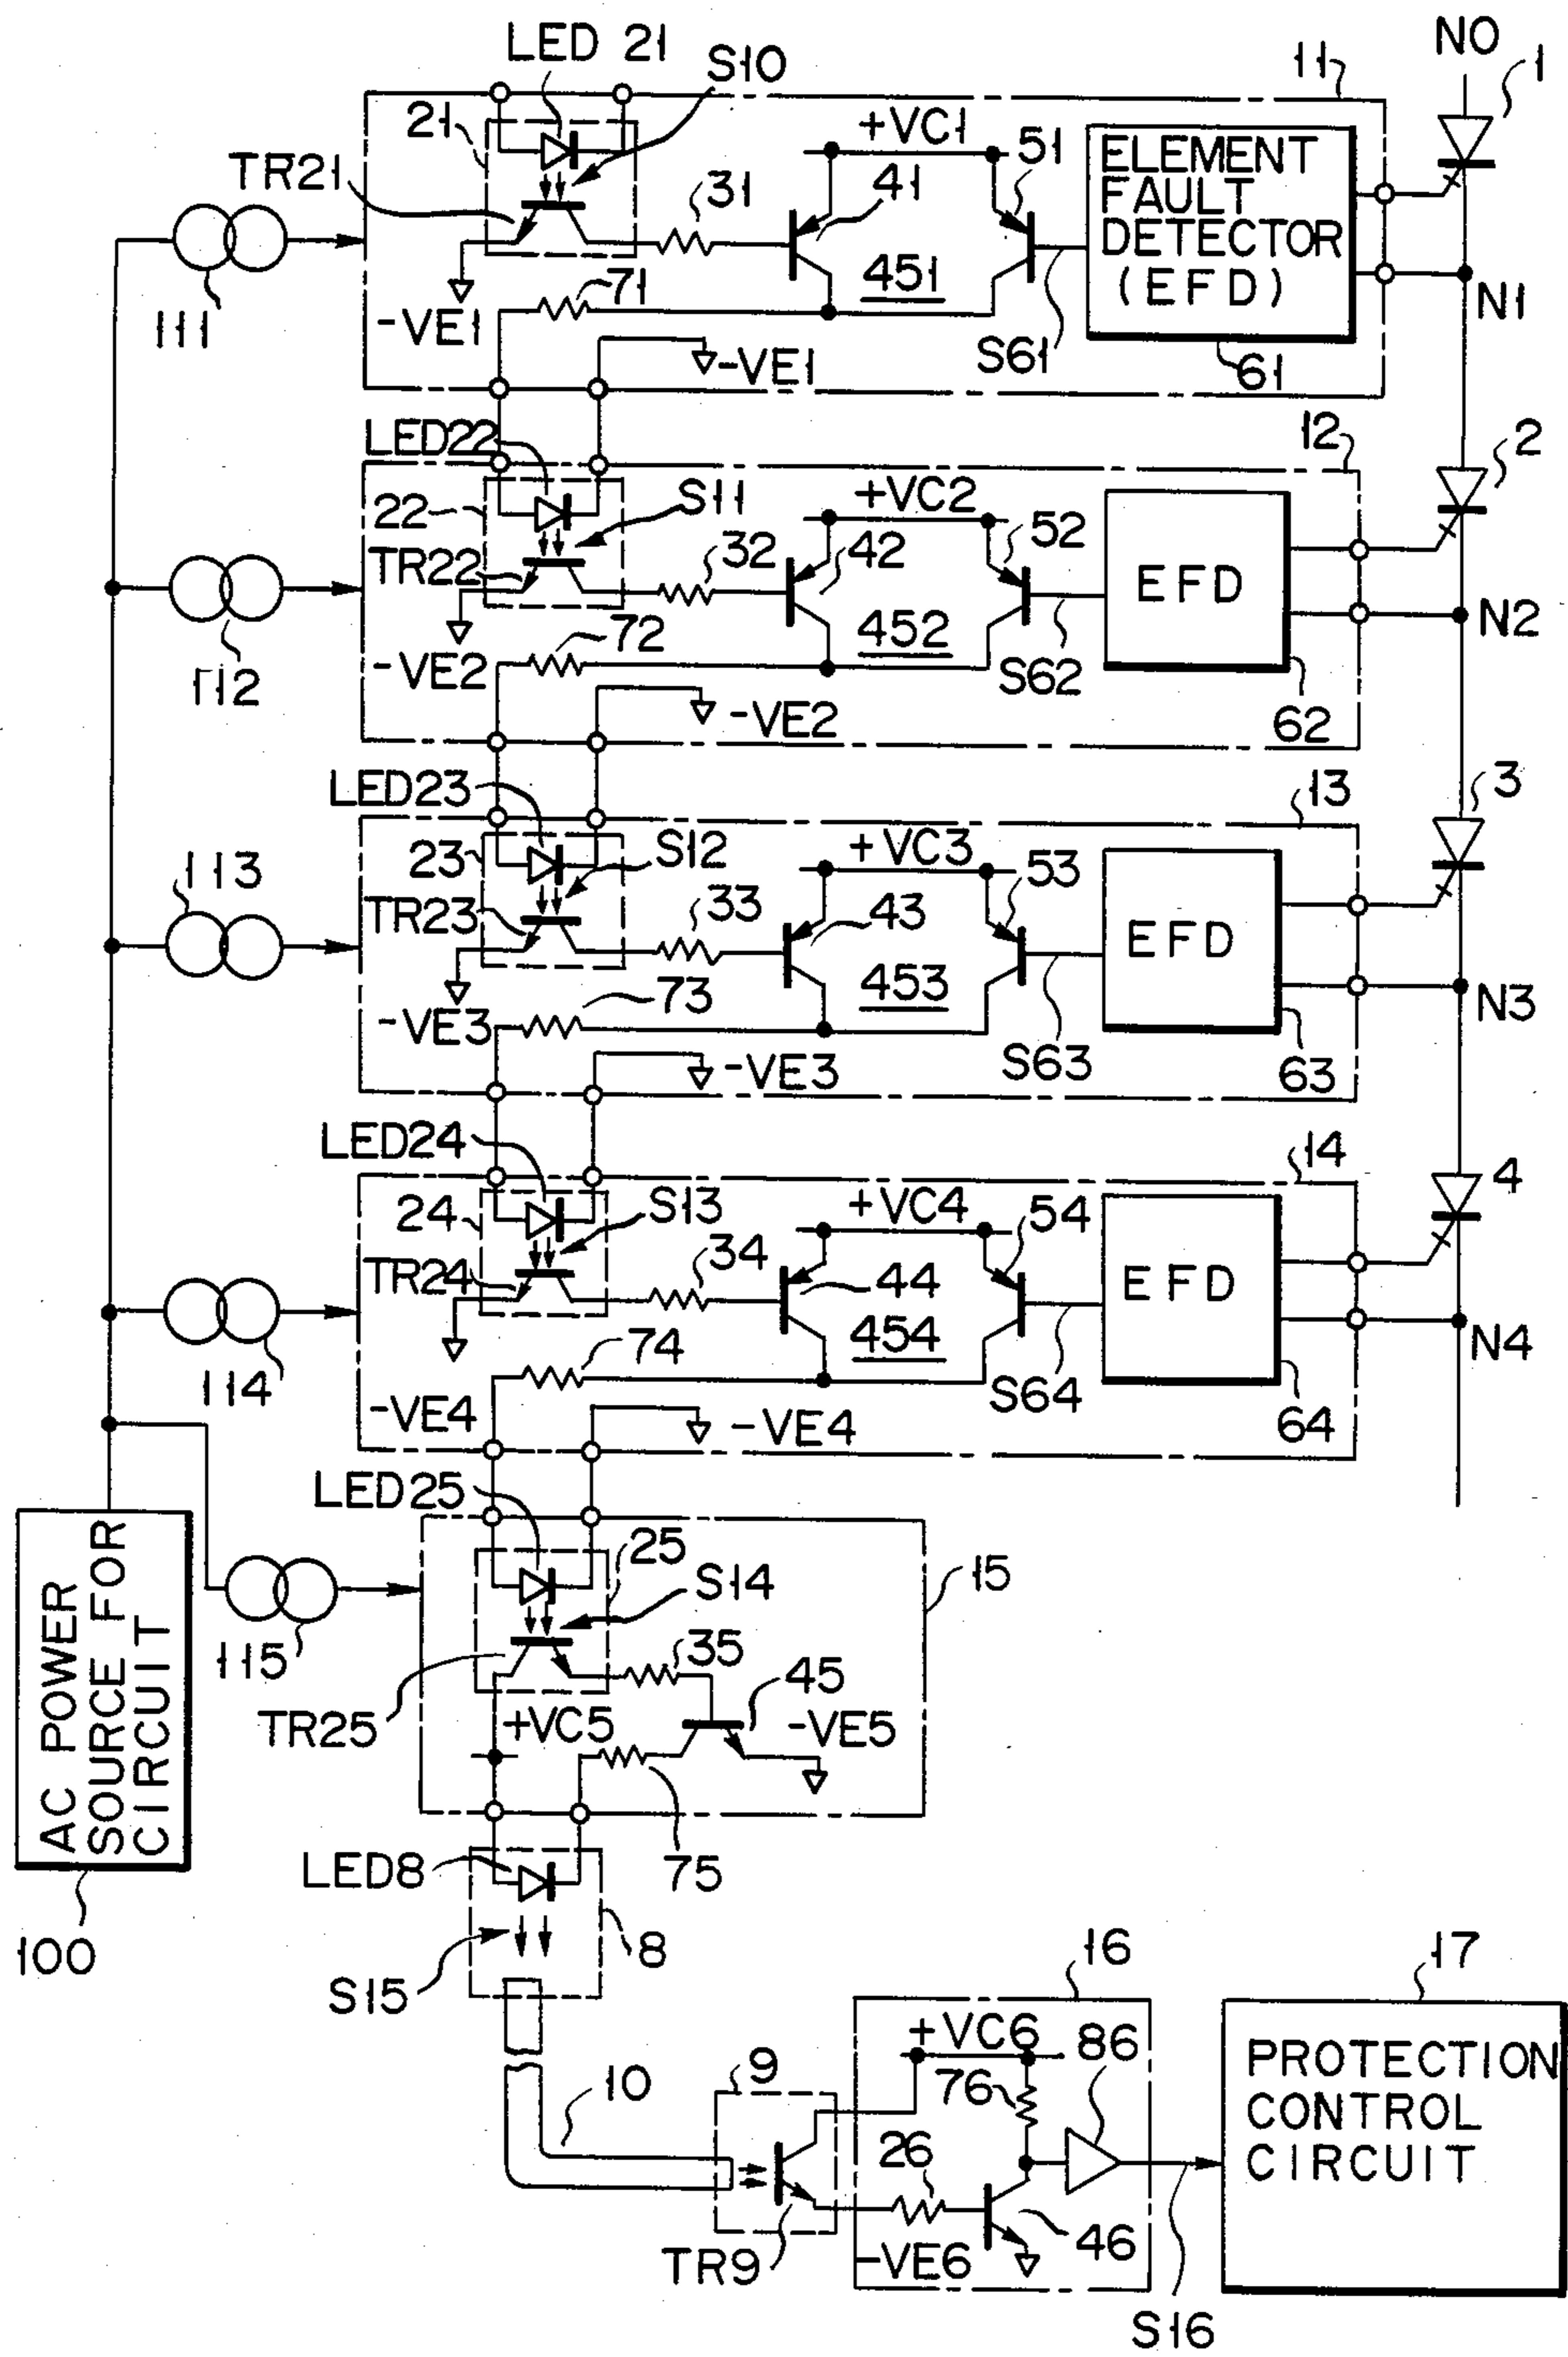 LED 21
S10
NO
1
11
21
+VC1
51
TR21
31
41
ELEMENT
FAULT
DETECTOR
(EFD)
451
71
111
-VE1
-VE1
S61
61
N1
LED22
12
2
22
S11
+VC2
52
TR22
32
42
EFD
452
72
-VE2
112
S62
N2
-VE2
62
LED23
13
3
23
S12
+VC3
53
113
TR23
33
43
EFD
453
73
-VE3
N3
-VE3
S63
63
LED24
14
4
24
S13
+VC4
54
TR24
34
44
EFD
454
74
N4
114
-VE4
-VE4
S64
64
LED25
25
S14
15
AC POWER
SOURCE FOR
CIRCUIT
115
35
45
TR25
+VC5
-VE5
LED8
75
100
8
S15
16
17
+VC6
86
PROTECTION
CONTROL
CIRCUIT
10
9
76
26
46
TR9
-VE6
S16